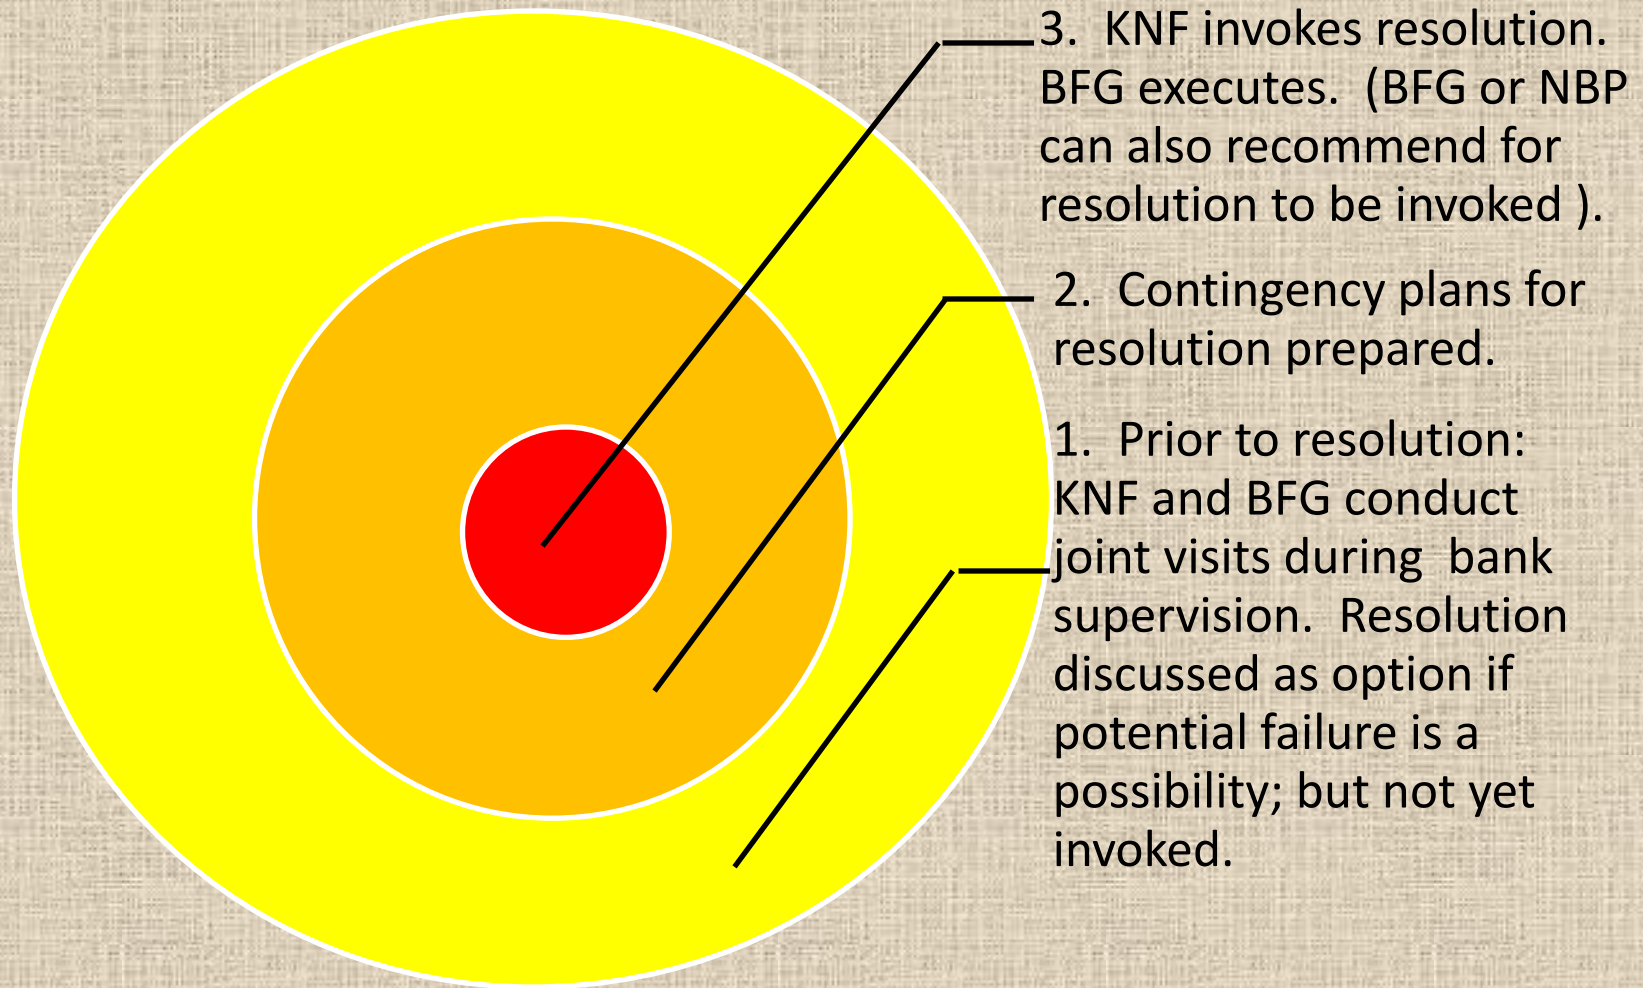 3.  KNF invokes resolution.
BFG executes.  (BFG or NBP
can also recommend for
resolution to be invoked ).
2.  Contingency plans for
resolution prepared.
1.  Prior to resolution:
KNF and BFG conduct
joint visits during  bank
supervision.  Resolution
discussed as option if
potential failure is a
possibility; but not yet
invoked.